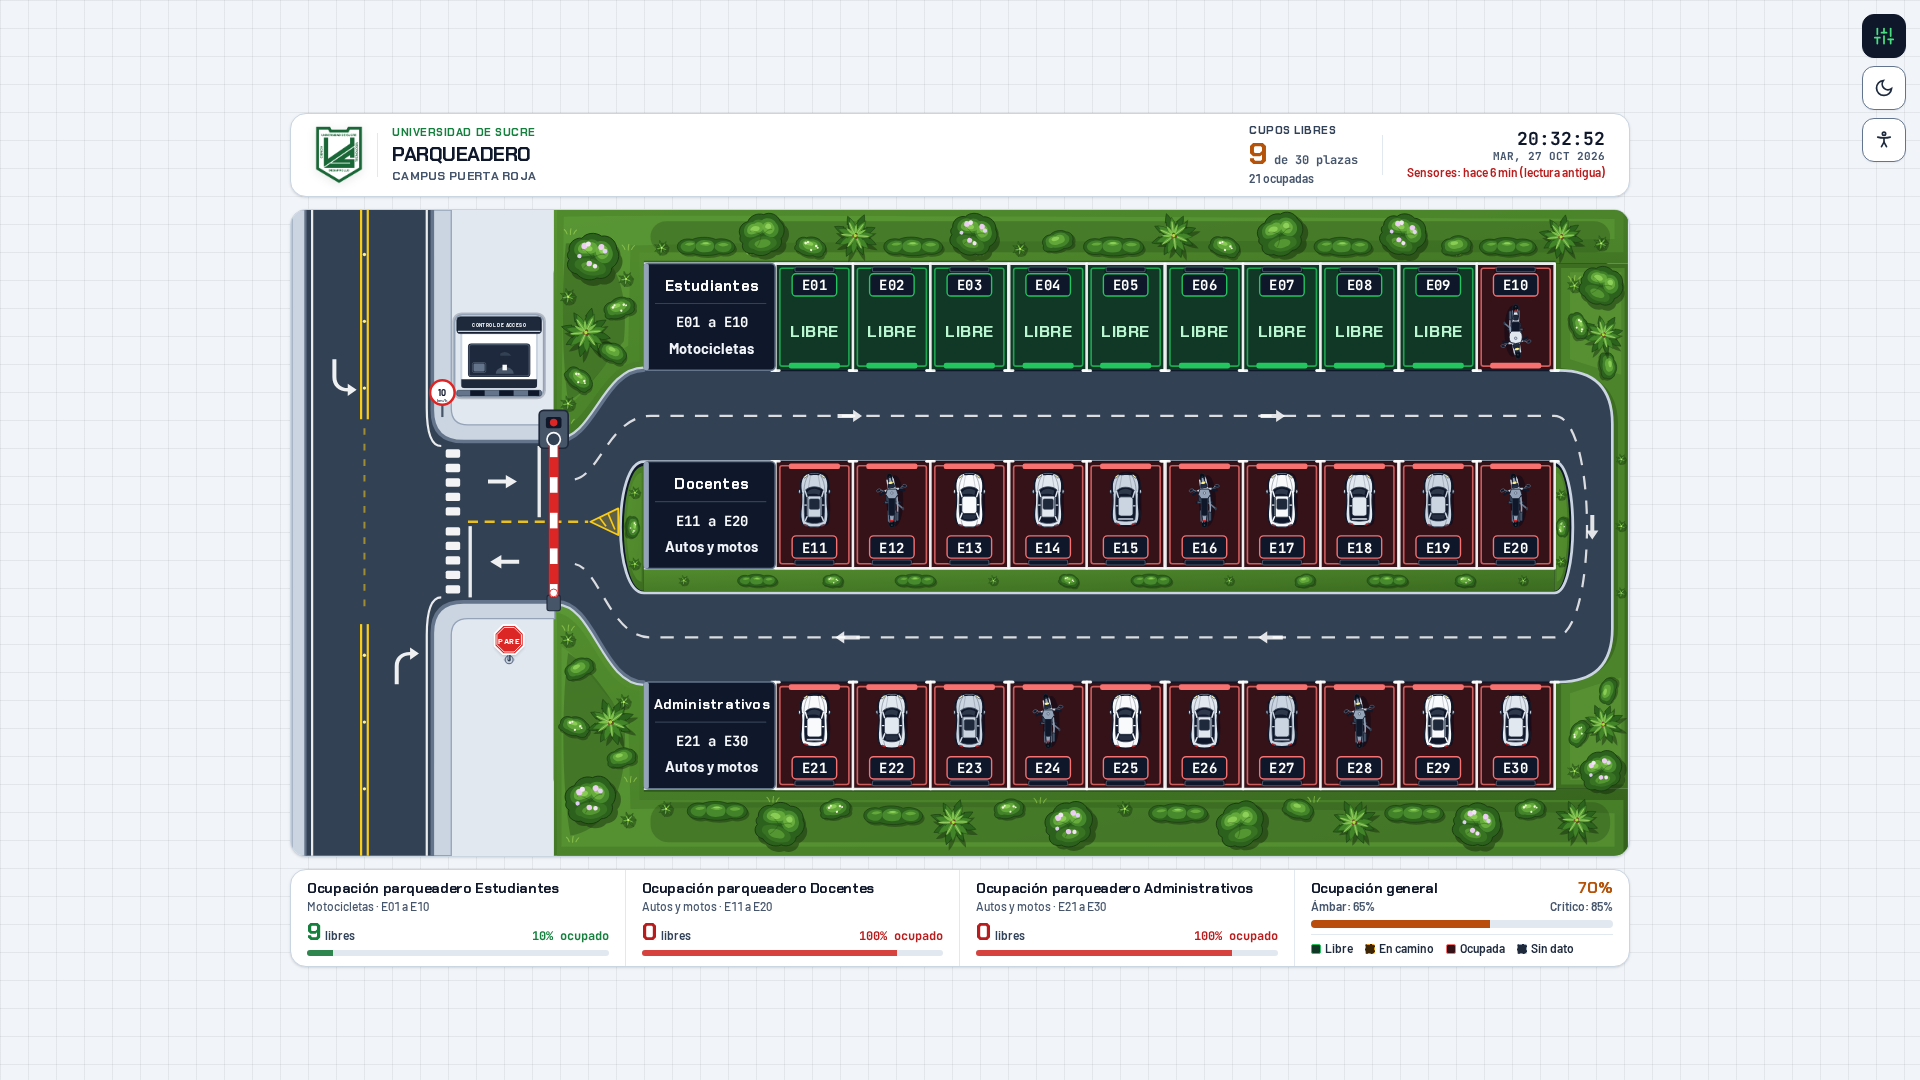 UNIVERSIDAD DE SUCRE
PARQUEADERO
CAMPUS PUERTA ROJA
CUPOS LIBRES
9 de 30 plazas
21 ocupadas
20:32:52
MAR, 27 OCT 2026
Sensores: hace 6 min (lectura antigua)
CONTROL DE ACCESO
10
PARE
Estudiantes
E01 a E10
Motocicletas
E01 E02 E03 E04 E05 E06 E07 E08 E09 E10
LIBRE LIBRE LIBRE LIBRE LIBRE LIBRE LIBRE LIBRE LIBRE
Docentes
E11 a E20
Autos y motos
E11 E12 E13 E14 E15 E16 E17 E18 E19 E20
Administrativos
E21 a E30
Autos y motos
E21 E22 E23 E24 E25 E26 E27 E28 E29 E30
Ocupación parqueadero Estudiantes
Motocicletas · E01 a E10
9 libres
10% ocupado
Ocupación parqueadero Docentes
Autos y motos · E11 a E20
0 libres
100% ocupado
Ocupación parqueadero Administrativos
Autos y motos · E21 a E30
0 libres
100% ocupado
Ocupación general
70%
Ámbar: 65%
Crítico: 85%
Libre
En camino
Ocupada
Sin dato